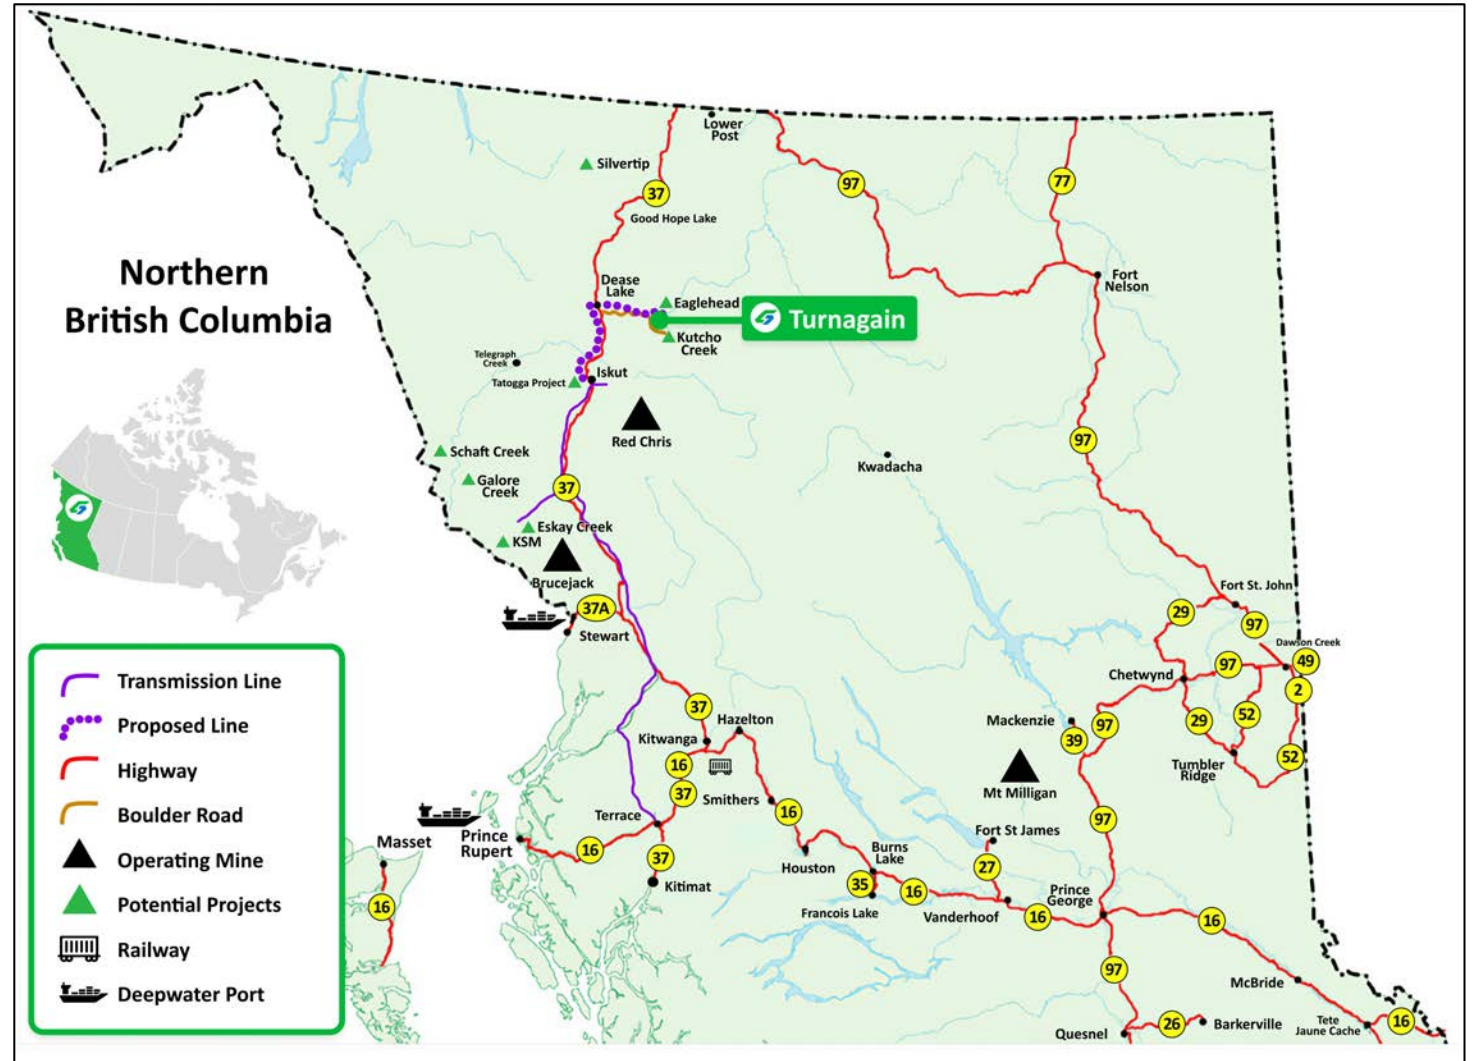 Northern
British Columbia
Lower
Post
Silvertip
37
Good Hope Lake
97
77
Fort
Nelson
Dease
Lake
Eaglehead
Turnagain
Kutcho
Creek
Telegraph
Creek
Tatogga Project
Iskut
Red Chris
97
Schaft Creek
Galore
Creek
Kwadacha
37
Eskay Creek
KSM
Brucejack
37A
Stewart
Fort St. John
29
97
Dawson Creek
49
97
Chetwynd
2
Transmission Line
Proposed Line
Highway
Boulder Road
Operating Mine
Potential Projects
Railway
Deepwater Port
37
Hazelton
Kitwanga
16
37
Smithers
Mackenzie
39
97
29
52
52
Tumbler
Ridge
Mt Milligan
Terrace
16
Prince
Rupert
16
37
Kitimat
Masset
16
Houston
Burns
Lake
35
16
Francois Lake
Fort St James
27
97
Vanderhoof
Prince
George
16
16
97
McBride
Quesnel
26
Barkerville
Tete
Jaune Cache
16